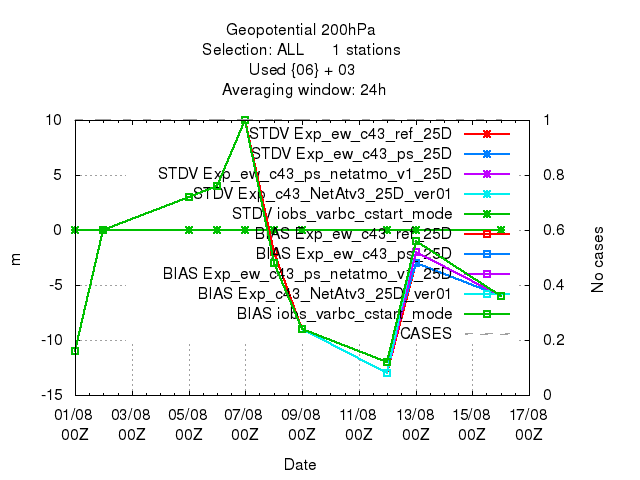 Geopotential 200hPa
Selection: ALL 1 stations
Used {06} + 03
Averaging window: 24h
10
5
0
-5
-10
-15
m
1
0.8
0.6
0.4
0.2
0
No cases
STDV Exp_ew_c43_ref_25D
STDV Exp_ew_c43_ps_25D
STDV Exp_ew_c43_ps_netatmo_v1_25D
STDV Exp_c43_NetAtv3_25D_ver01
STDV iobs_varbc_cstart_mode
BIAS Exp_ew_c43_ref_25D
BIAS Exp_ew_c43_ps_25D
BIAS Exp_ew_c43_ps_netatmo_v1_25D
BIAS Exp_c43_NetAtv3_25D_ver01
BIAS iobs_varbc_cstart_mode
CASES
01/08 03/08 05/08 07/08 09/08 11/08 13/08 15/08 17/08
00Z 00Z 00Z 00Z 00Z 00Z 00Z 00Z 00Z
Date